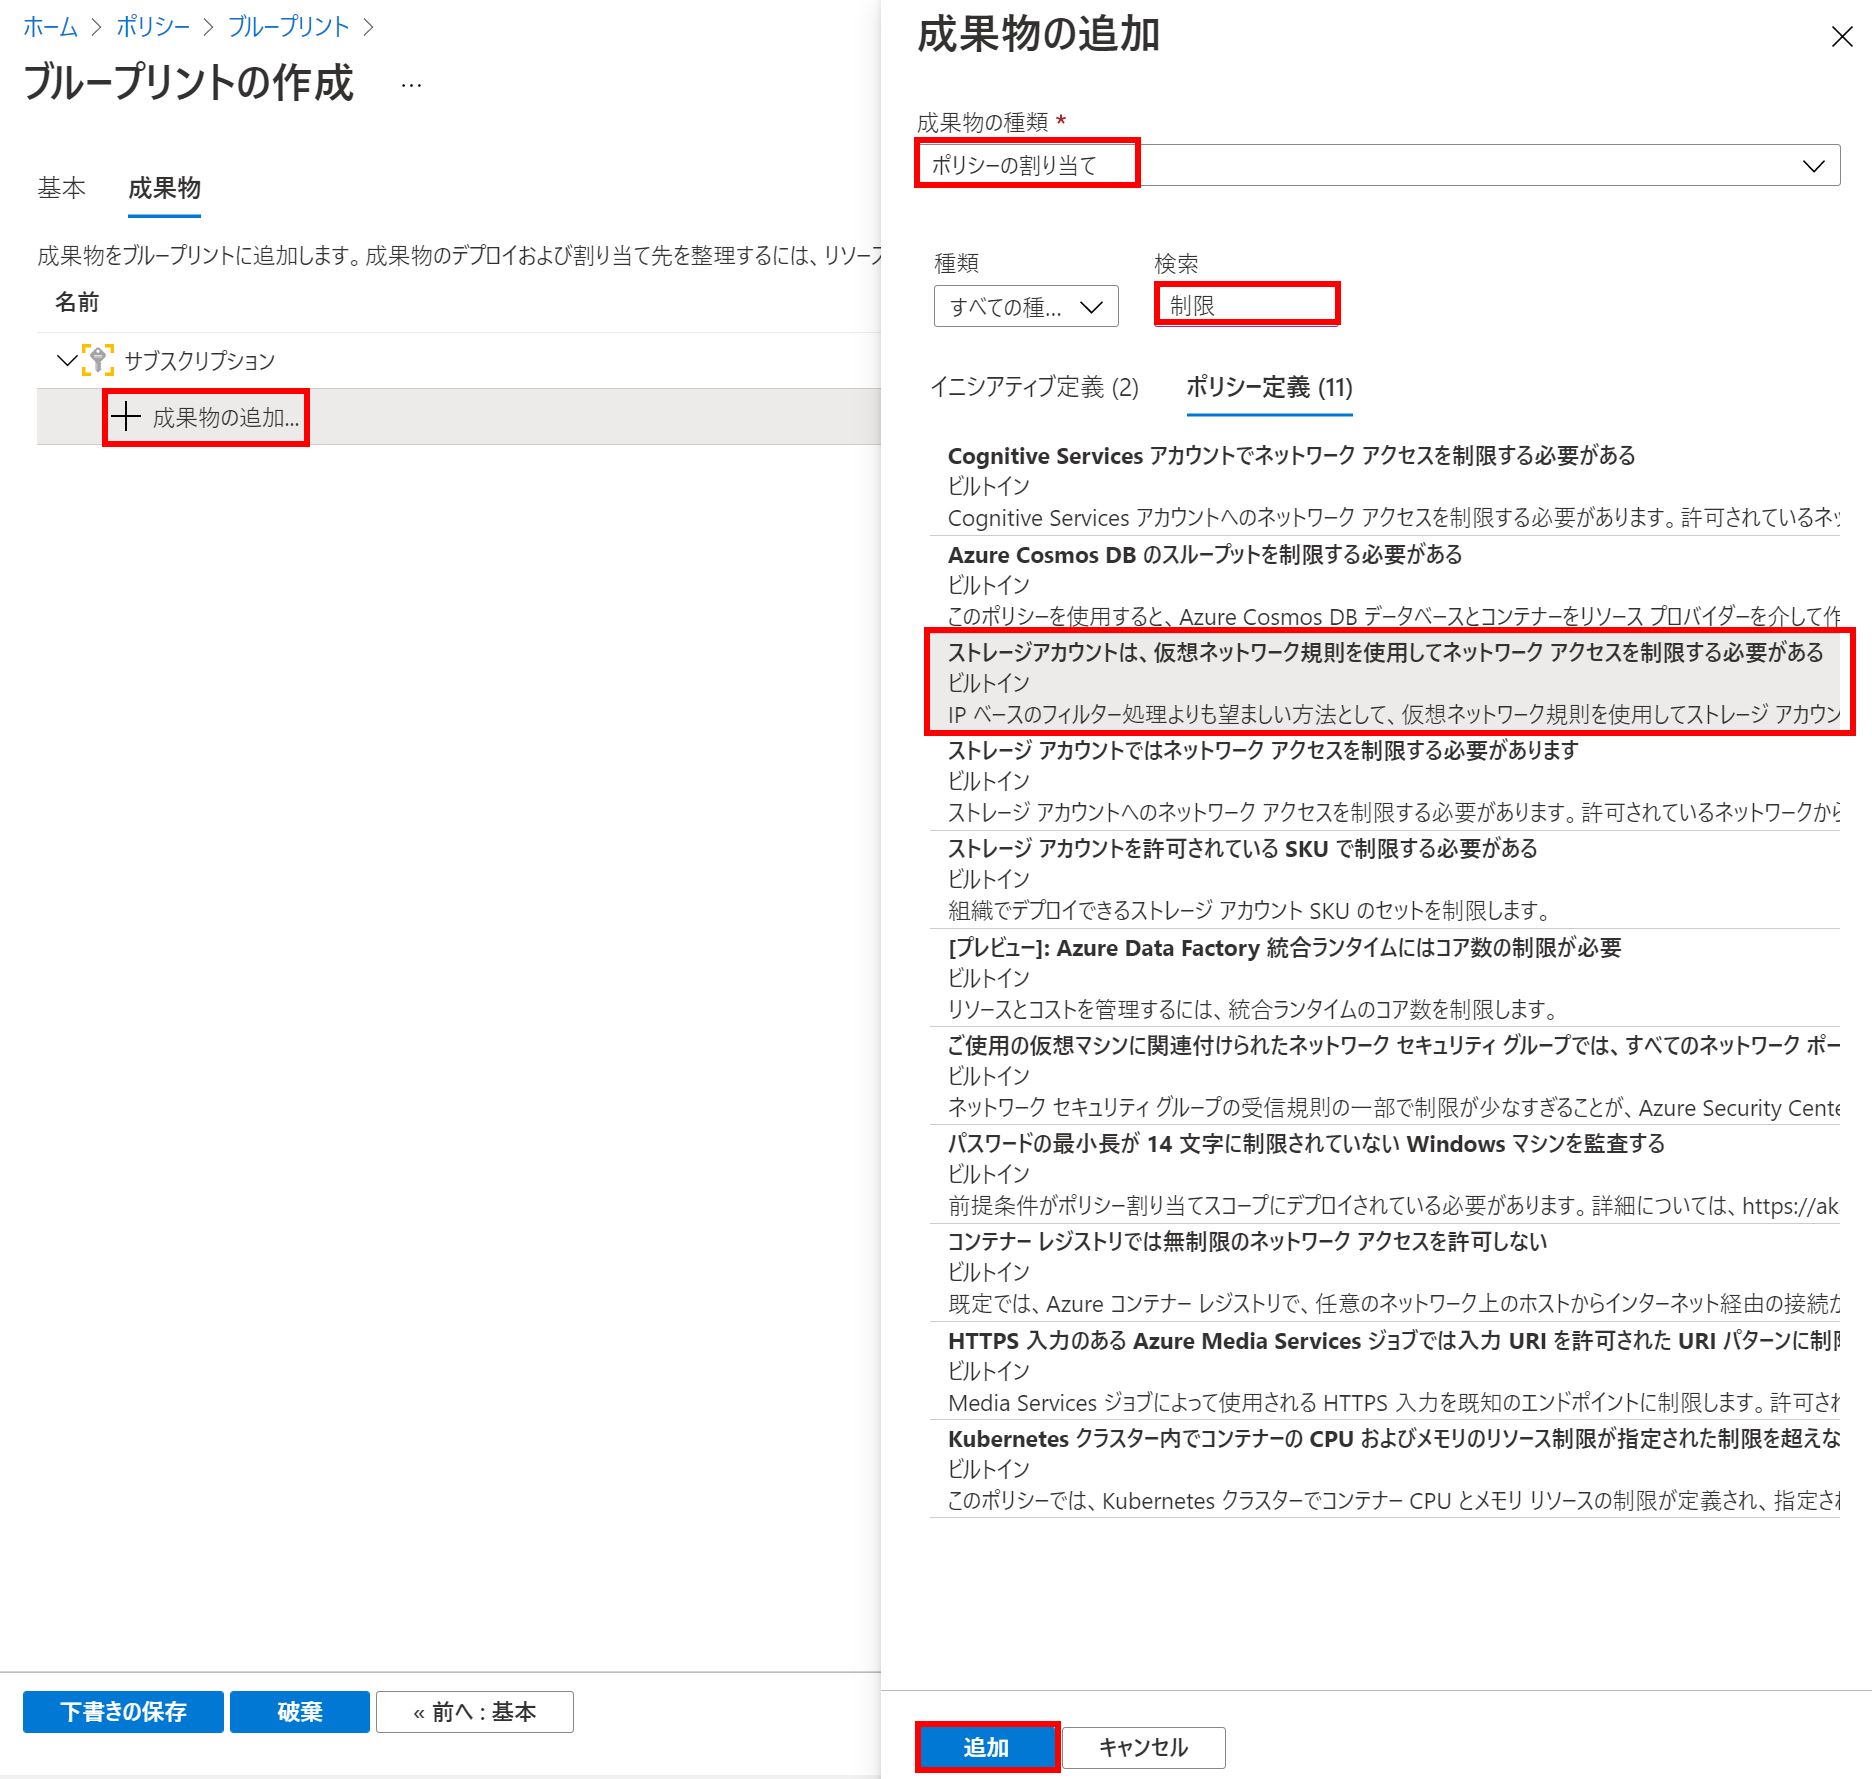 ホーム > ポリシー > ブループリント >
ブループリントの作成 …
基本 成果物
成果物をブループリントに追加します。成果物のデプロイおよび割り当て先を整理するには、リソース
名前
サブスクリプション
成果物の追加...
下書きの保存 破棄 « 前へ : 基本
成果物の追加
成果物の種類 *
ポリシーの割り当て
種類 検索
すべての種... 制限
イニシアティブ定義 (2) ポリシー定義 (11)
Cognitive Services アカウントでネットワーク アクセスを制限する必要がある
ビルトイン
Cognitive Services アカウントへのネットワーク アクセスを制限する必要があります。許可されているネッ
Azure Cosmos DB のスループットを制限する必要がある
ビルトイン
このポリシーを使用すると、Azure Cosmos DB データベースとコンテナーをリソース プロバイダーを介して作
ストレージアカウントは、仮想ネットワーク規則を使用してネットワーク アクセスを制限する必要がある
ビルトイン
IP ベースのフィルター処理よりも望ましい方法として、仮想ネットワーク規則を使用してストレージ アカウン
ストレージ アカウントではネットワーク アクセスを制限する必要があります
ビルトイン
ストレージ アカウントへのネットワーク アクセスを制限する必要があります。許可されているネットワークから
ストレージ アカウントを許可されている SKU で制限する必要がある
ビルトイン
組織でデプロイできるストレージ アカウント SKU のセットを制限します。
[プレビュー]: Azure Data Factory 統合ランタイムにはコア数の制限が必要
ビルトイン
リソースとコストを管理するには、統合ランタイムのコア数を制限します。
ご使用の仮想マシンに関連付けられたネットワーク セキュリティ グループでは、すべてのネットワーク ポー
ビルトイン
ネットワーク セキュリティ グループの受信規則の一部で制限が少なすぎることが、Azure Security Cente
パスワードの最小長が 14 文字に制限されていない Windows マシンを監査する
ビルトイン
前提条件がポリシー割り当てスコープにデプロイされている必要があります。詳細については、https://ak
コンテナー レジストリでは無制限のネットワーク アクセスを許可しない
ビルトイン
既定では、Azure コンテナー レジストリで、任意のネットワーク上のホストからインターネット経由の接続が
HTTPS 入力のある Azure Media Services ジョブでは入力 URI を許可された URI パターンに制限
ビルトイン
Media Services ジョブによって使用される HTTPS 入力を既知のエンドポイントに制限します。許可され
Kubernetes クラスター内でコンテナーの CPU およびメモリのリソース制限が指定された制限を超えな
ビルトイン
このポリシーでは、Kubernetes クラスターでコンテナー CPU とメモリ リソースの制限が定義され、指定され
追加 キャンセル